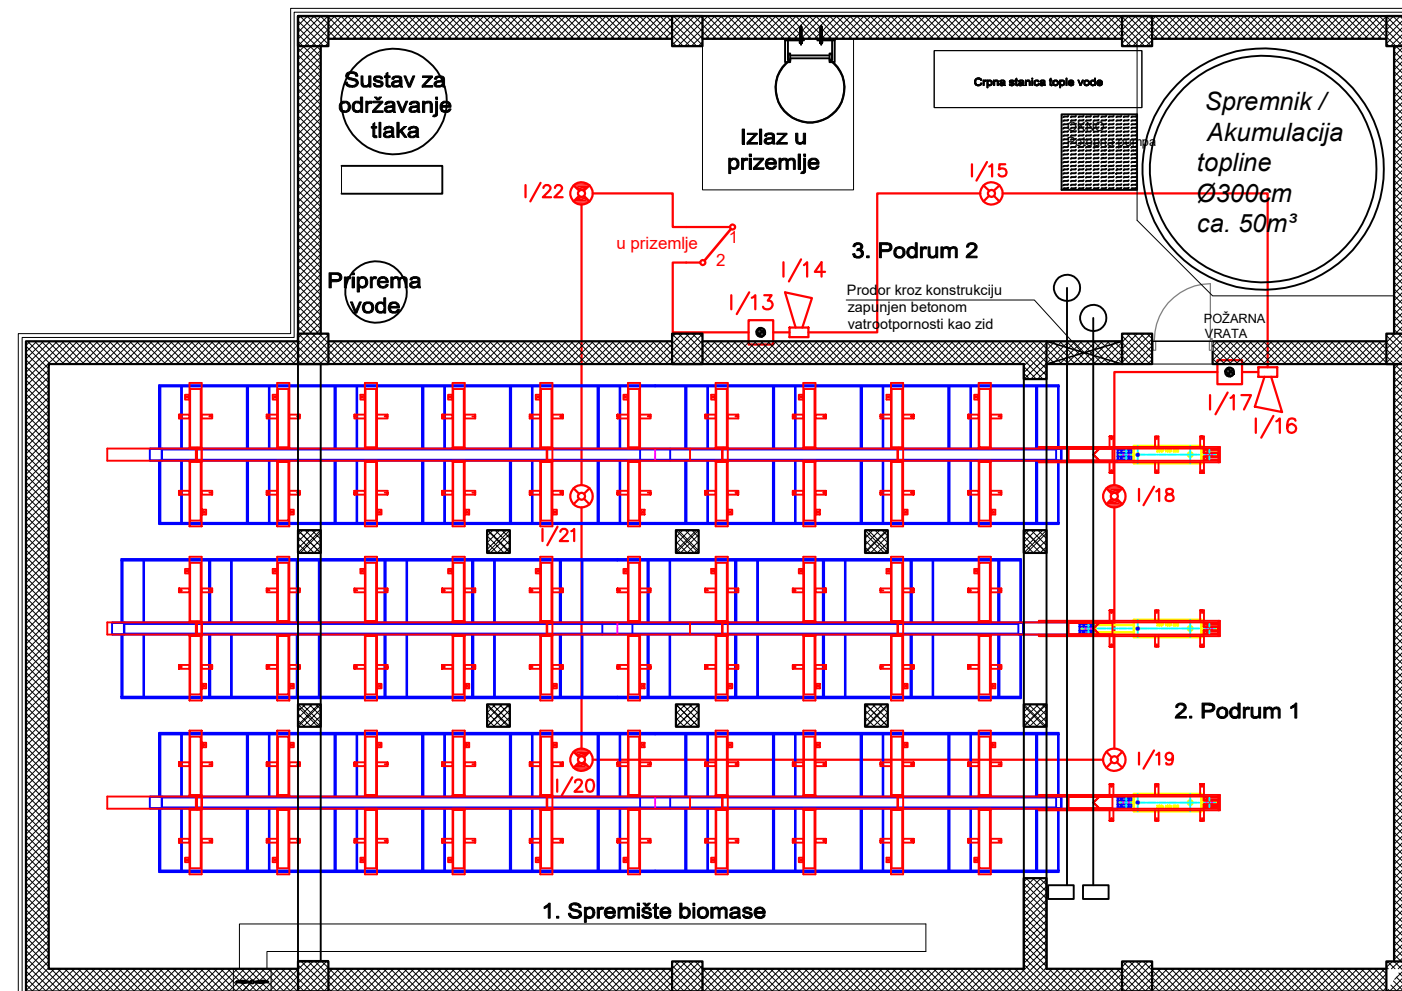 Sustav za
održavanje
tlaka
Izlaz u
prizemlje
Crpna stanica tople vode
Spremnik /
Akumulacija
topline
Ø300cm
ca. 50m³
I/22
I/15
u prizemlje
1
2
3. Podrum 2
I/14
I/13
Priprema
vode
Prodor kroz konstrukciju
zapunjen betonom
vatrootpornosti kao zid
POŽARNA
VRATA
I/17
I/16
I/18
I/21
2. Podrum 1
I/20
I/19
1. Spremište biomase